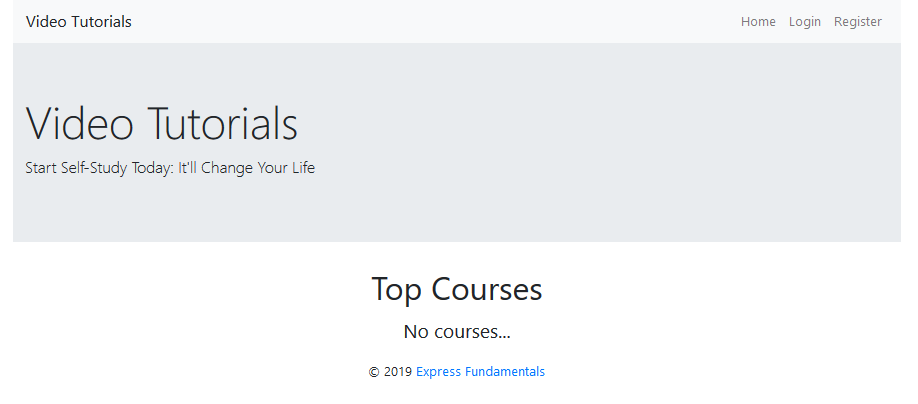 Video Tutorials Home Login Register
Video Tutorials
Start Self-Study Today: It'll Change Your Life
Top Courses
No courses...
© 2019 Express Fundamentals